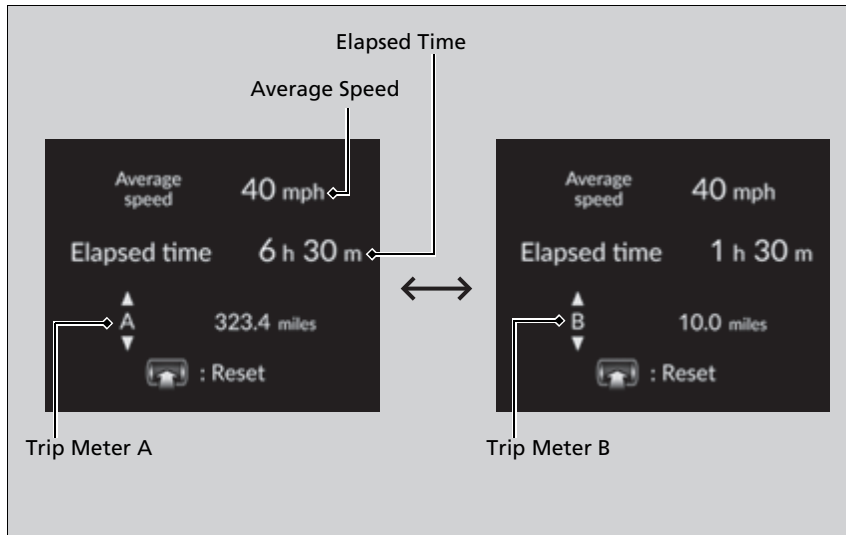 Elapsed Time
Average Speed
Average
speed
40 mph
Elapsed time 6 h 30 m
A 323.4 miles
: Reset
Trip Meter A
Average
speed
40 mph
Elapsed time 1 h 30 m
B 10.0 miles
: Reset
Trip Meter B